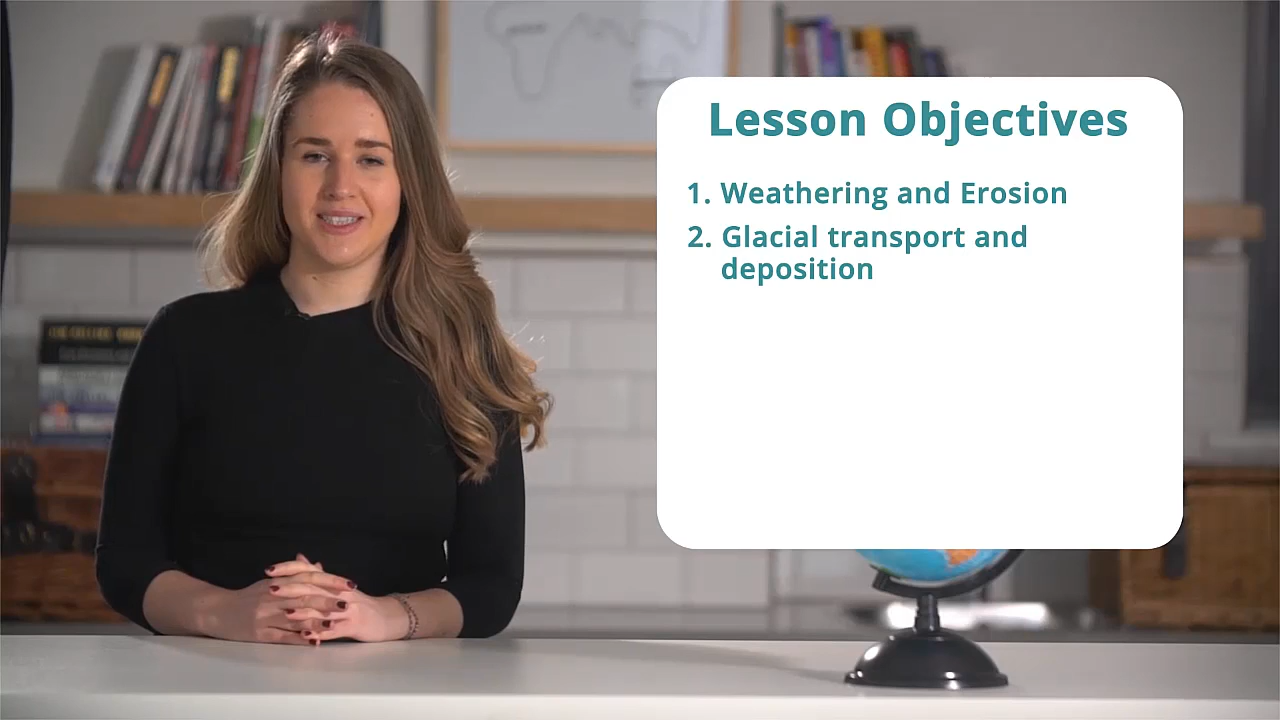 Lesson Objectives
1. Weathering and Erosion
2. Glacial transport and
deposition